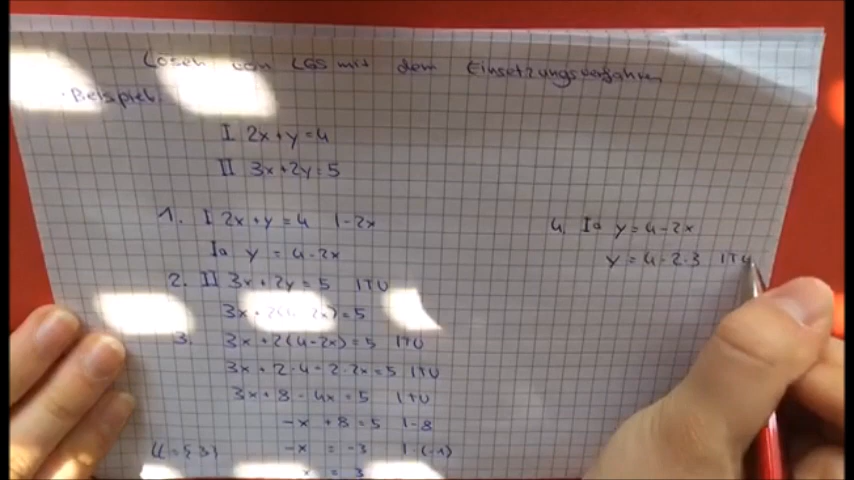 Lösen von LGS mit dem Einsetzungsverfahren
· Beispiel:
I 2x+y=4
II 3x+2y=5
1. I 2x+y=4 |-2x
Ia y = 4-2x
2. II 3x+2y=5 |TU
3x+2(4-2x)=5
3. 3x+2(4-2x)=5 |TU
3x+2·4-2·2x=5 |TU
3x+8-4x=5 |TU
-x +8=5 |-8
-x = -3 |·(-1)
x = 3
4. Ia y=4-2x
y=4-2·3 |TU